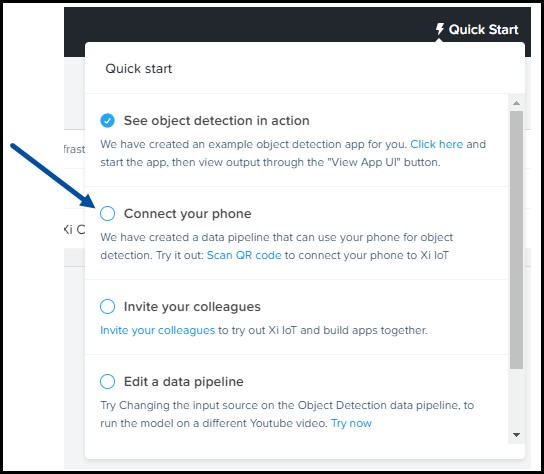 Quick Start
Quick start
See object detection in action
We have created an example object detection app for you. Click here and
start the app, then view output through the "View App UI" button.
frast
Connect your phone
Xi C
We have created a data pipeline that can use your phone for object
detection. Try it out: Scan QR code to connect your phone to Xi IoT
Invite your colleagues
Invite your colleagues to try out Xi IoT and build apps together.
Edit a data pipeline
Try Changing the input source on the Object Detection data pipeline, to
run the model on a different Youtube video. Try now